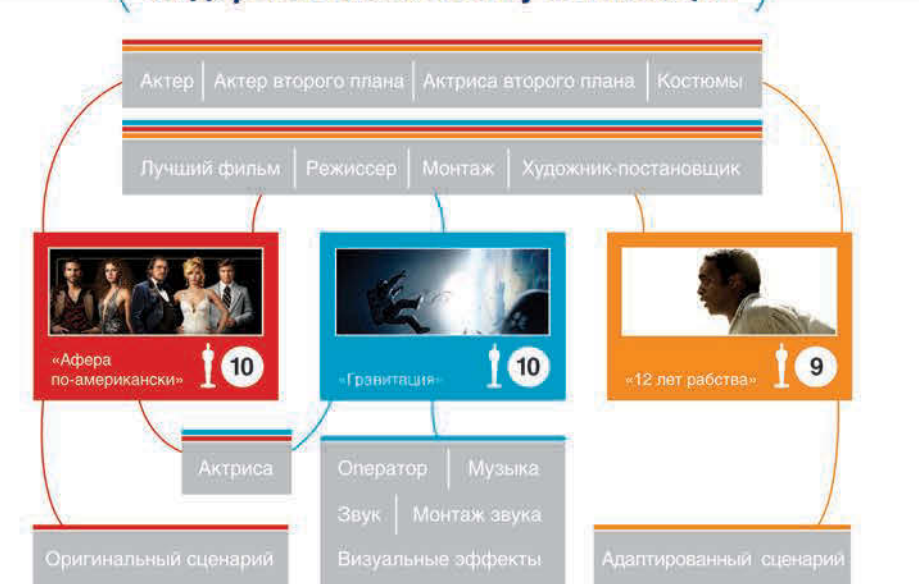 Актер Актер второго плана Актриса второго плана Костюмы
Лучший фильм Режиссер Монтаж Художник-постановщик
«Афера
по-американски» 10
«Гравитация» 10
«12 лет рабства» 9
Актриса
Оператор Музыка
Звук Монтаж звука
Визуальные эффекты
Оригинальный сценарий
Адаптированный сценарий